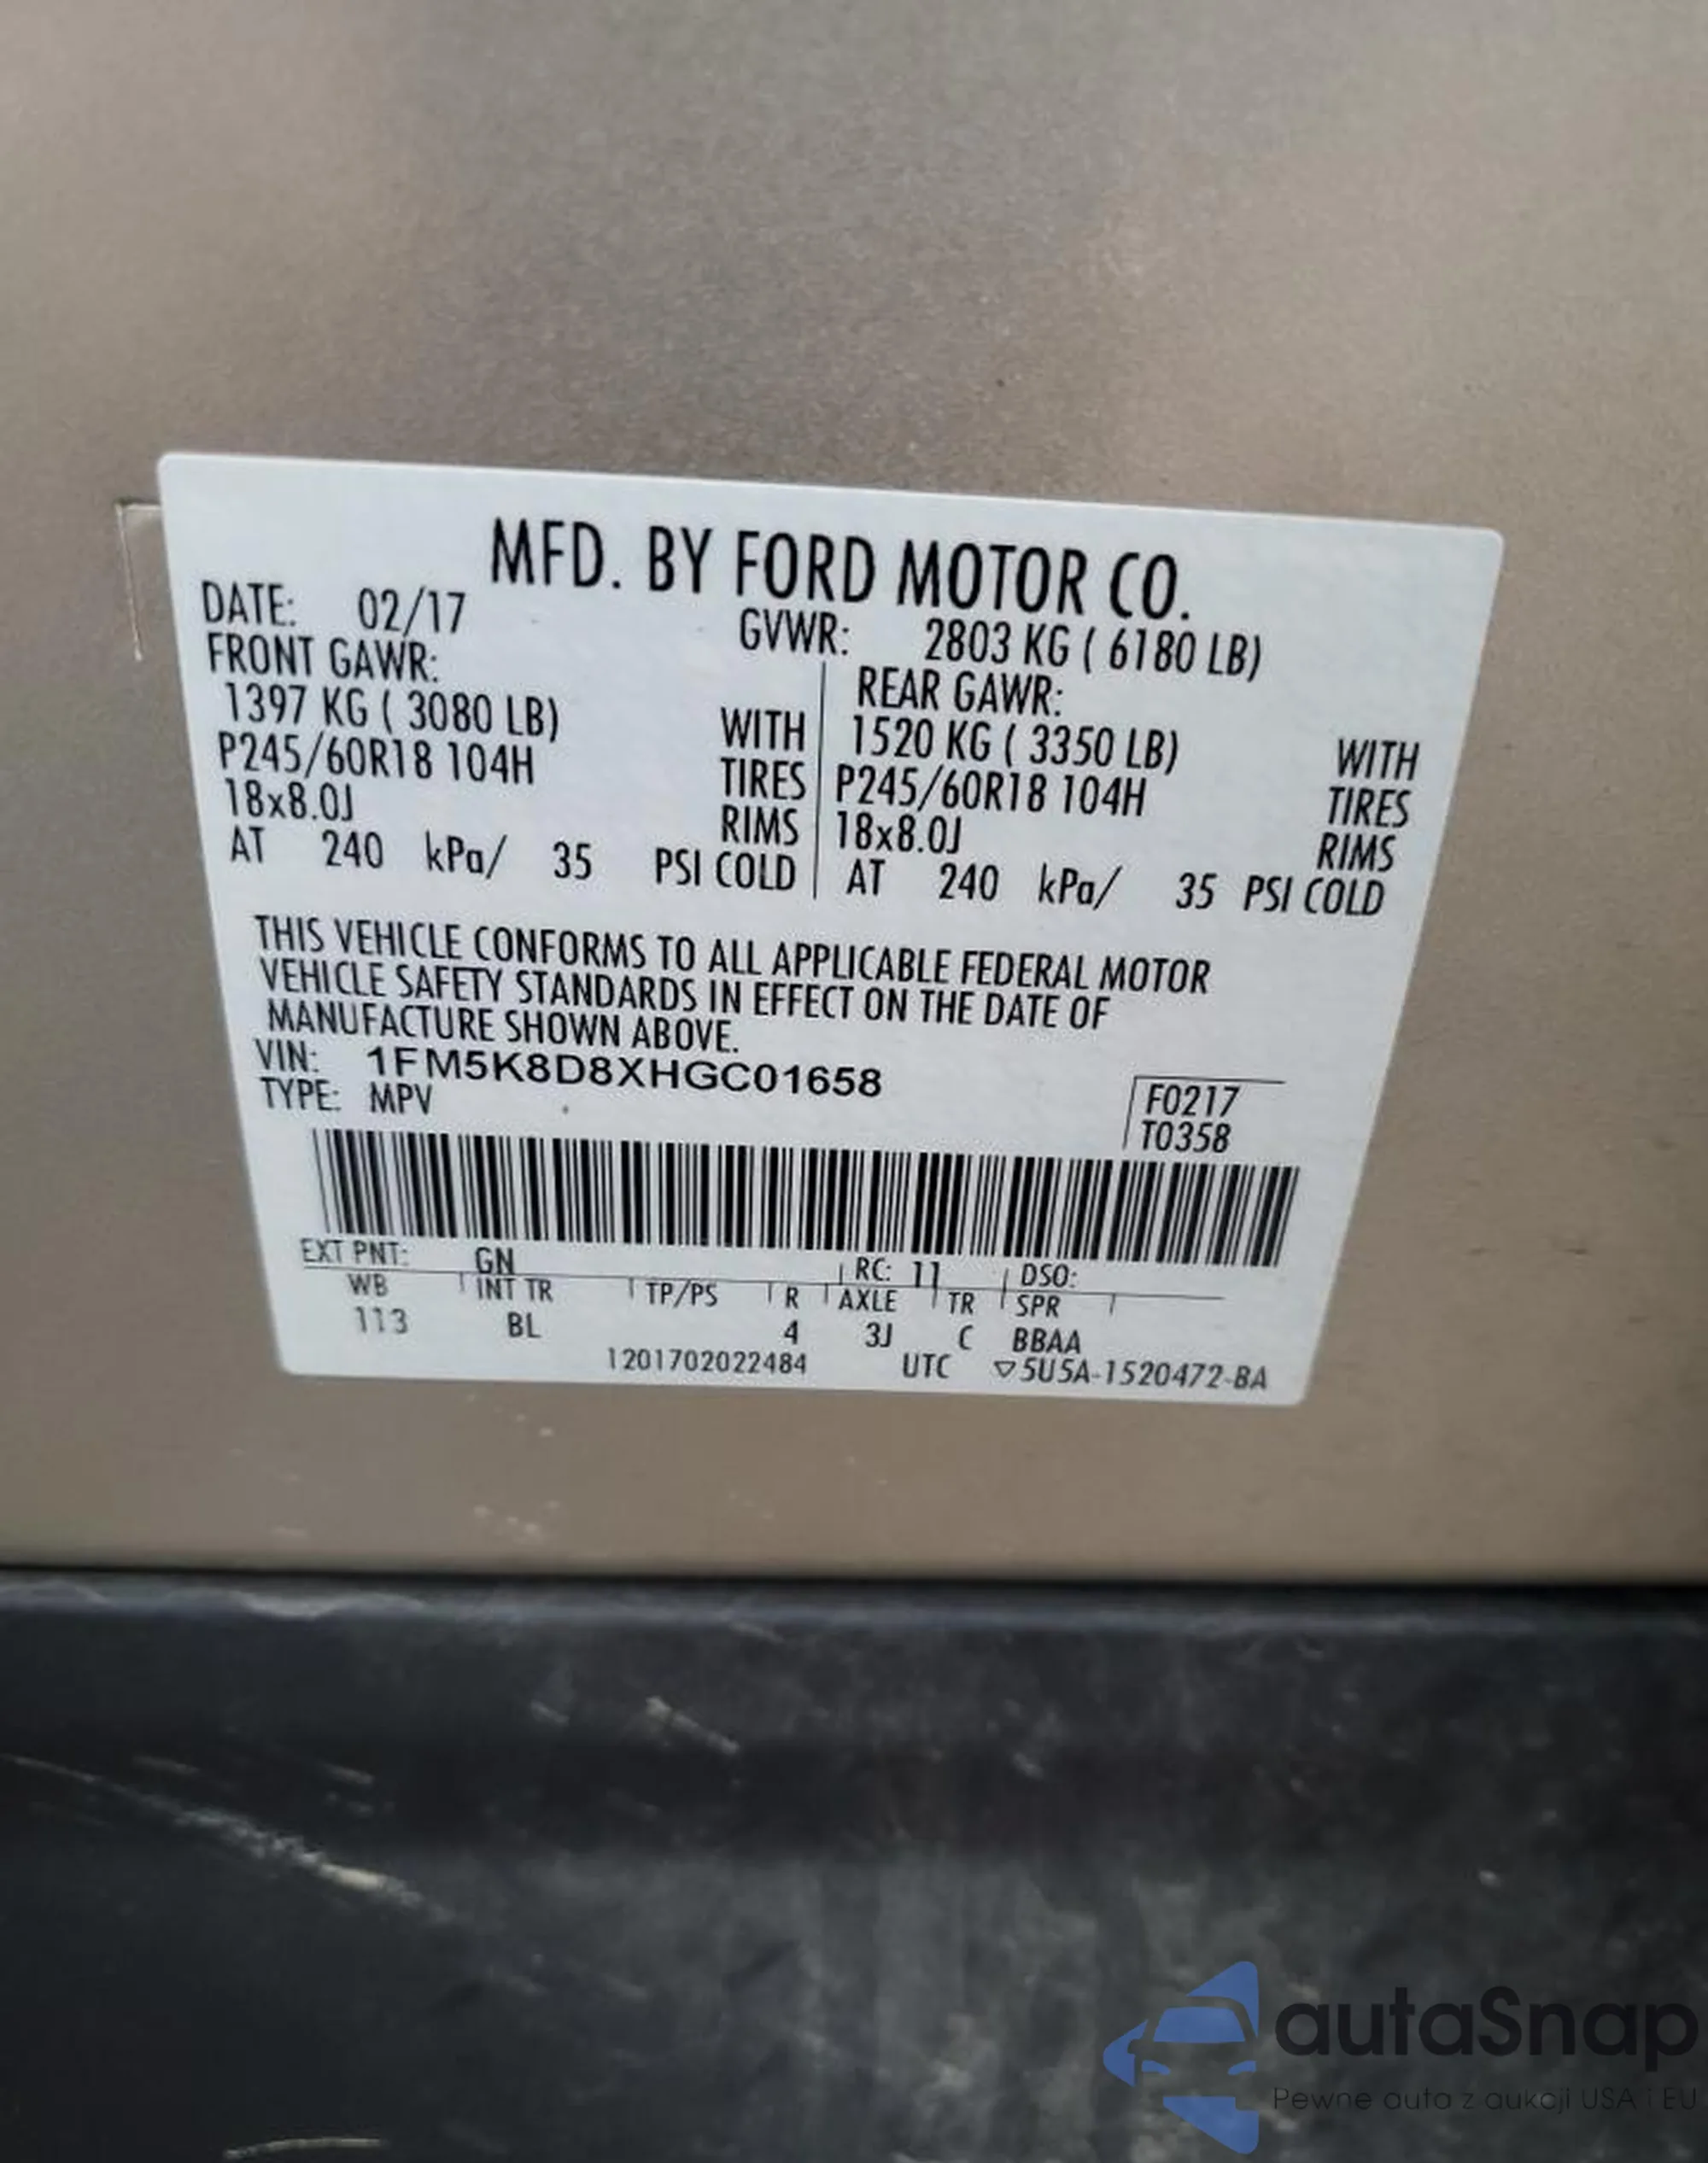 MFD. BY FORD MOTOR CO.
DATE: 02/17 GVWR: 2803 KG ( 6180 LB)
FRONT GAWR: REAR GAWR:
1397 KG ( 3080 LB) WITH 1520 KG ( 3350 LB) WITH
P245/60R18 104H TIRES P245/60R18 104H TIRES
18x8.0J RIMS 18x8.0J RIMS
AT 240 kPa/ 35 PSI COLD AT 240 kPa/ 35 PSI COLD
THIS VEHICLE CONFORMS TO ALL APPLICABLE FEDERAL MOTOR
VEHICLE SAFETY STANDARDS IN EFFECT ON THE DATE OF
MANUFACTURE SHOWN ABOVE.
VIN: 1FM5K8D8XHGC01658
TYPE: MPV F0217
T0358
EXT PNT: GN RC: 11 DSO:
WB INT TR TP/PS R AXLE TR SPR
113 BL 4 3J C BBAA
1201702022484 UTC ▽5U5A-1520472-BA
autaSnap
Pewne auta z aukcji USA i EU